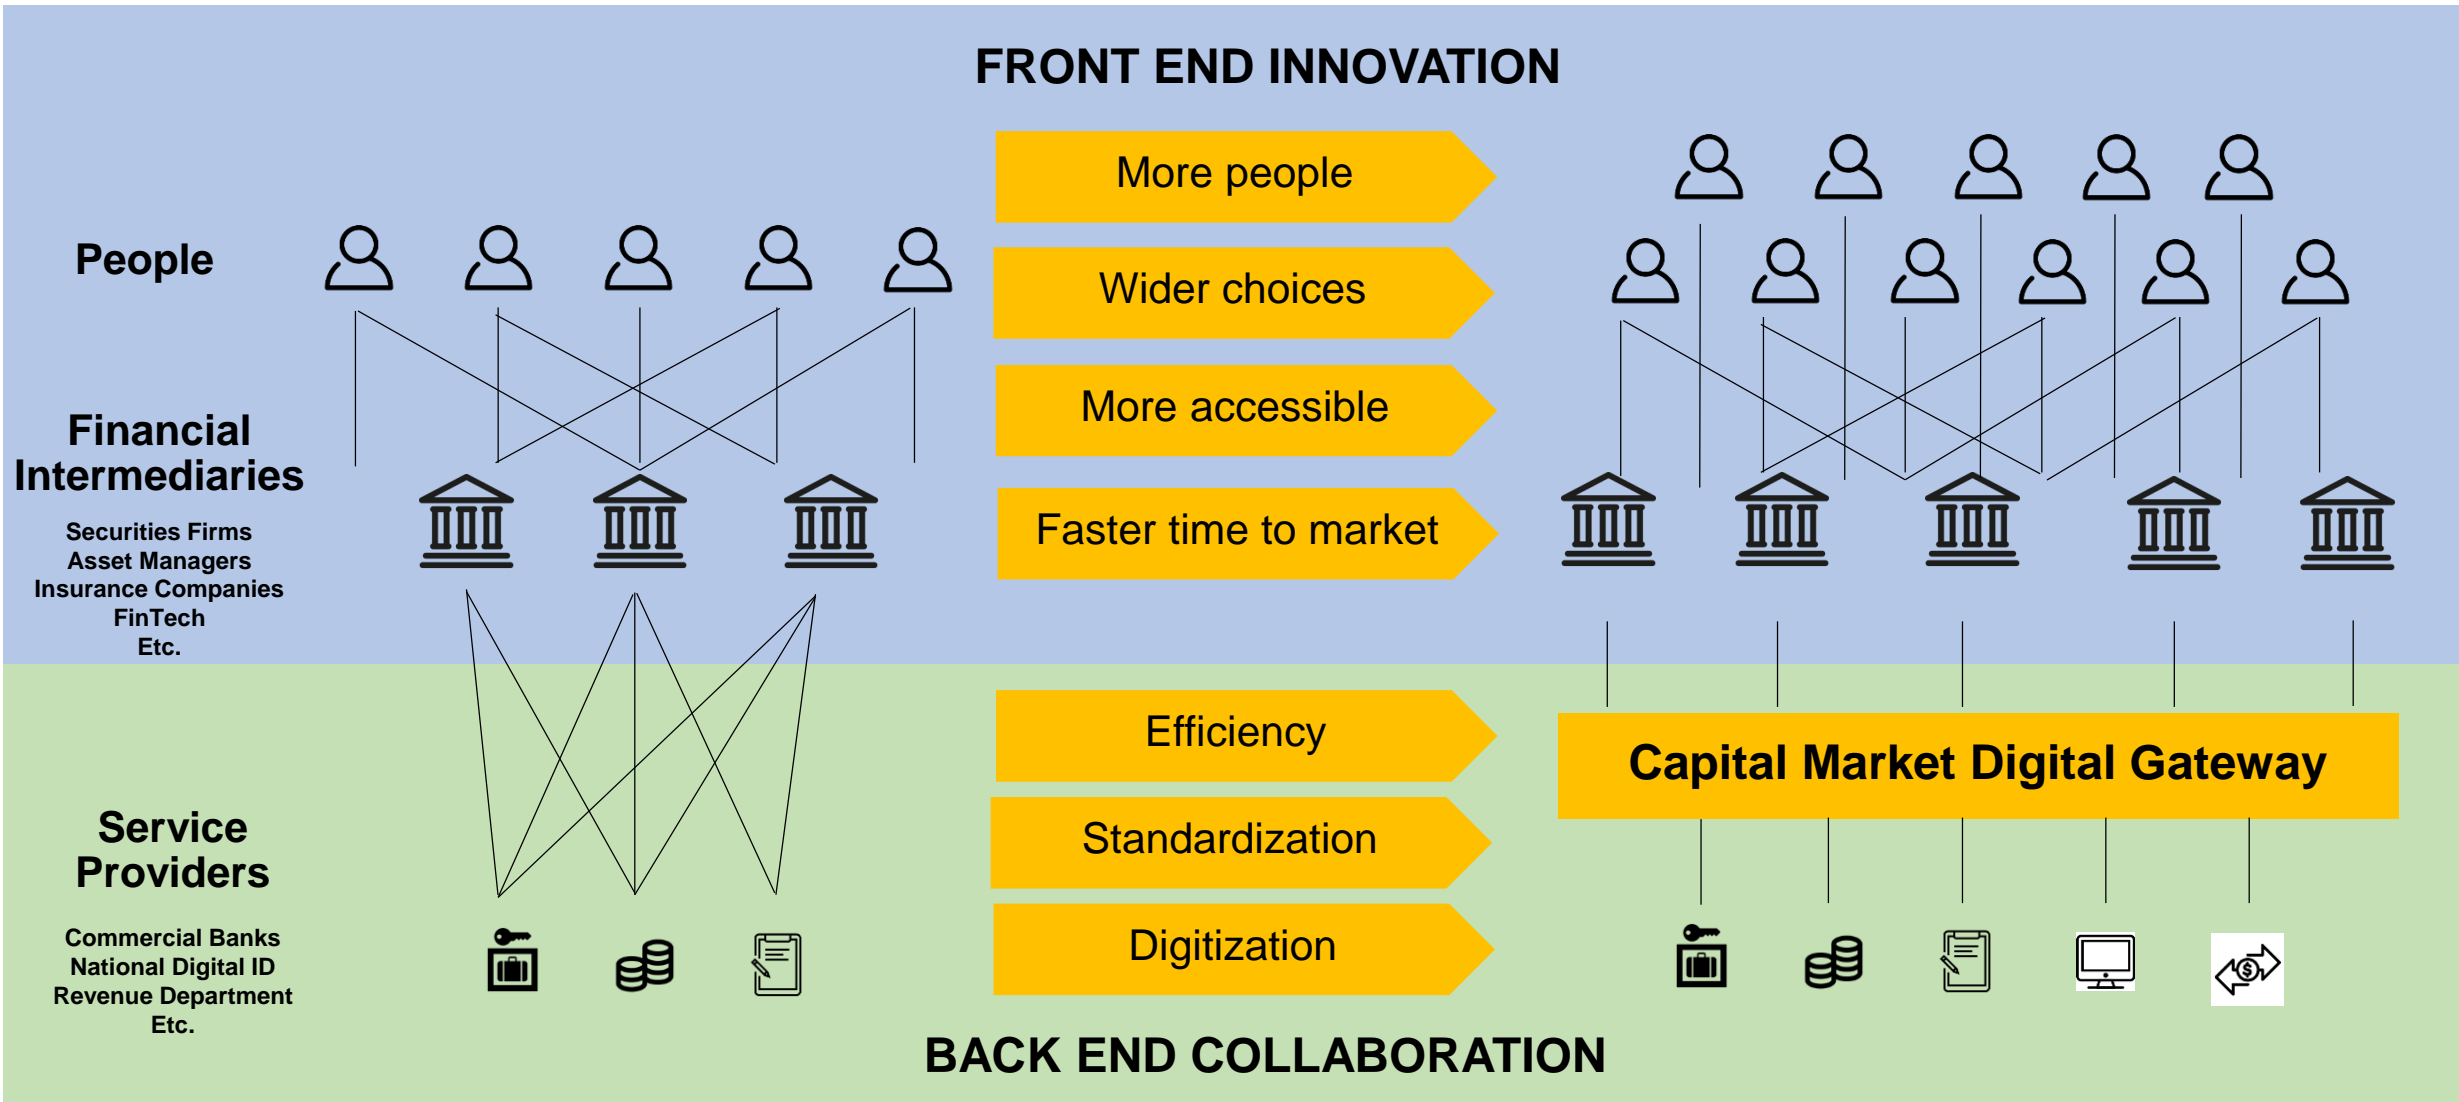 FRONT END INNOVATION
People
Financial
Intermediaries
Securities Firms
Asset Managers
Insurance Companies
FinTech
Etc.
More people
Wider choices
More accessible
Faster time to market
Service
Providers
Commercial Banks
National Digital ID
Revenue Department
Etc.
Efficiency
Standardization
Digitization
Capital Market Digital Gateway
$
BACK END COLLABORATION